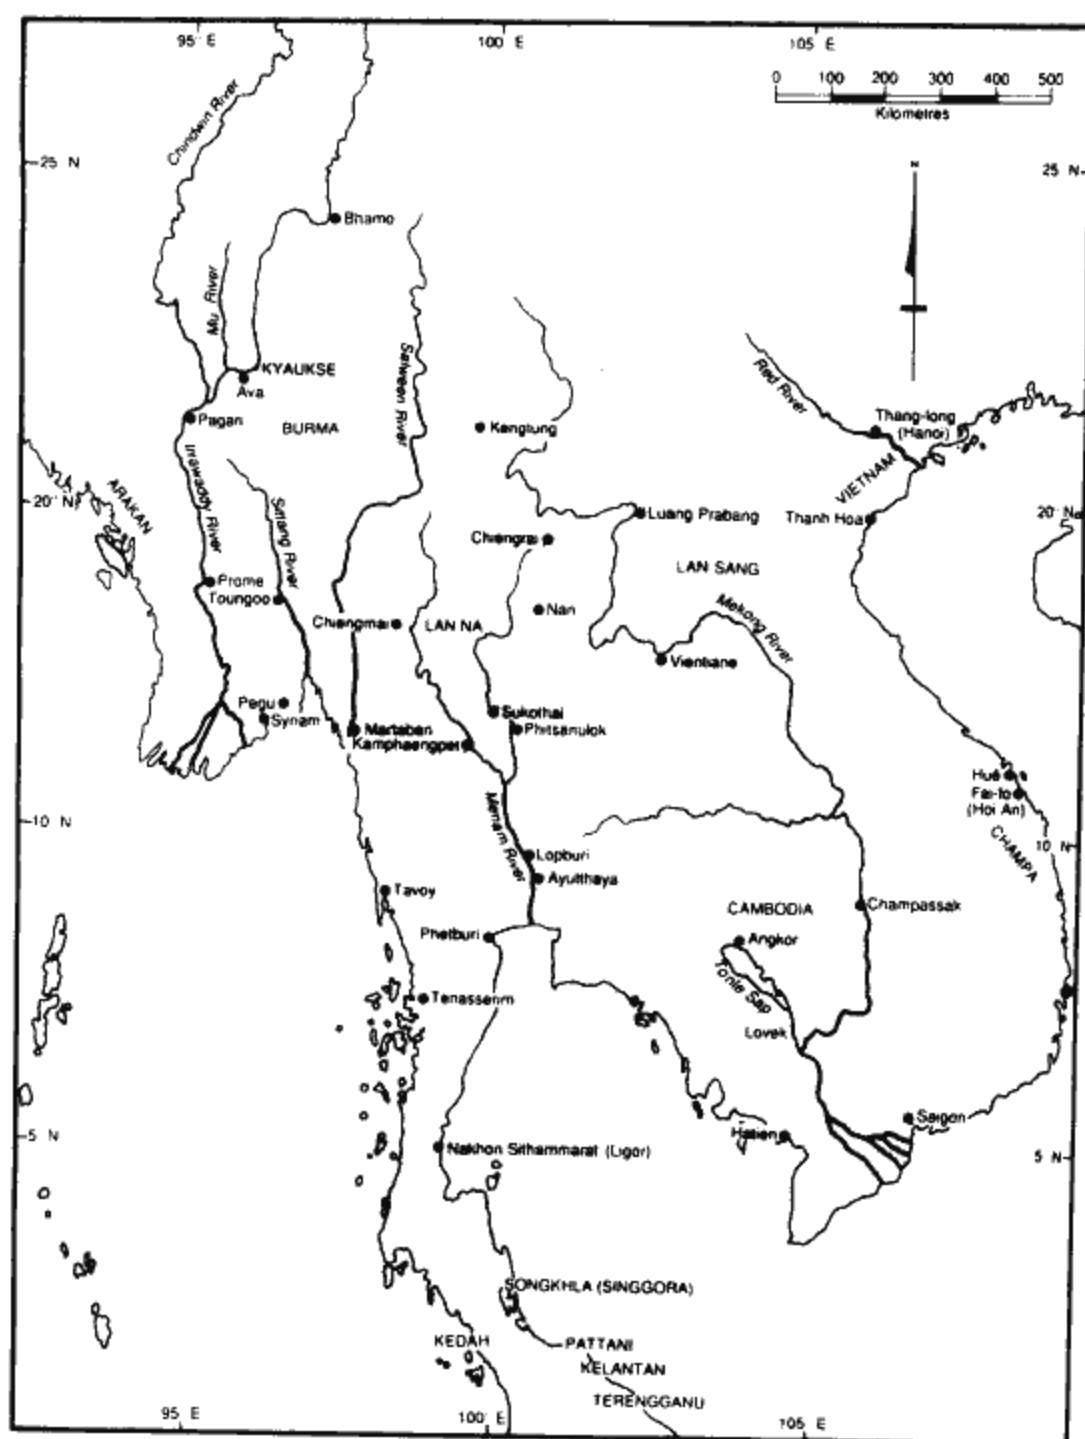 95° E
100 E
105 E
0 100 200 300 400 500
Kilometres
Chindwin River
25 N
25 N
N
Bhamo
Mu River
KYAUKSE
Ava
Salween River
Red River
Pagan
BURMA
Kengtung
Thang-long
(Hanoi)
Irrawaddy River
VIETNAM
ARAKAN
20 N
20 N
Sittang River
Luang Prabang
Thanh Hoa
Chiengrai
LAN SANG
Prome
Toungoo
Nan
Mekong River
Chiengmai
LAN NA
Vientiane
Pegu
Syriam
Sukothai
Martaban
Phitsanulok
Kamphaengpet
Hué
Fai-fo
(Hoi An)
Menam River
10 N
10 N
CHAMPA
Lopburi
Ayutthaya
Tavoy
CAMBODIA
Champassak
Phetburi
Angkor
Tonle Sap
Tenasserim
Lovek
Saigon
Hatien
5 N
5 N
Nakhon Sithammarat (Ligor)
SONGKHLA (SINGGORA)
KEDAH
PATTANI
KELANTAN
TERENGGANU
95 E
100 E
105 E